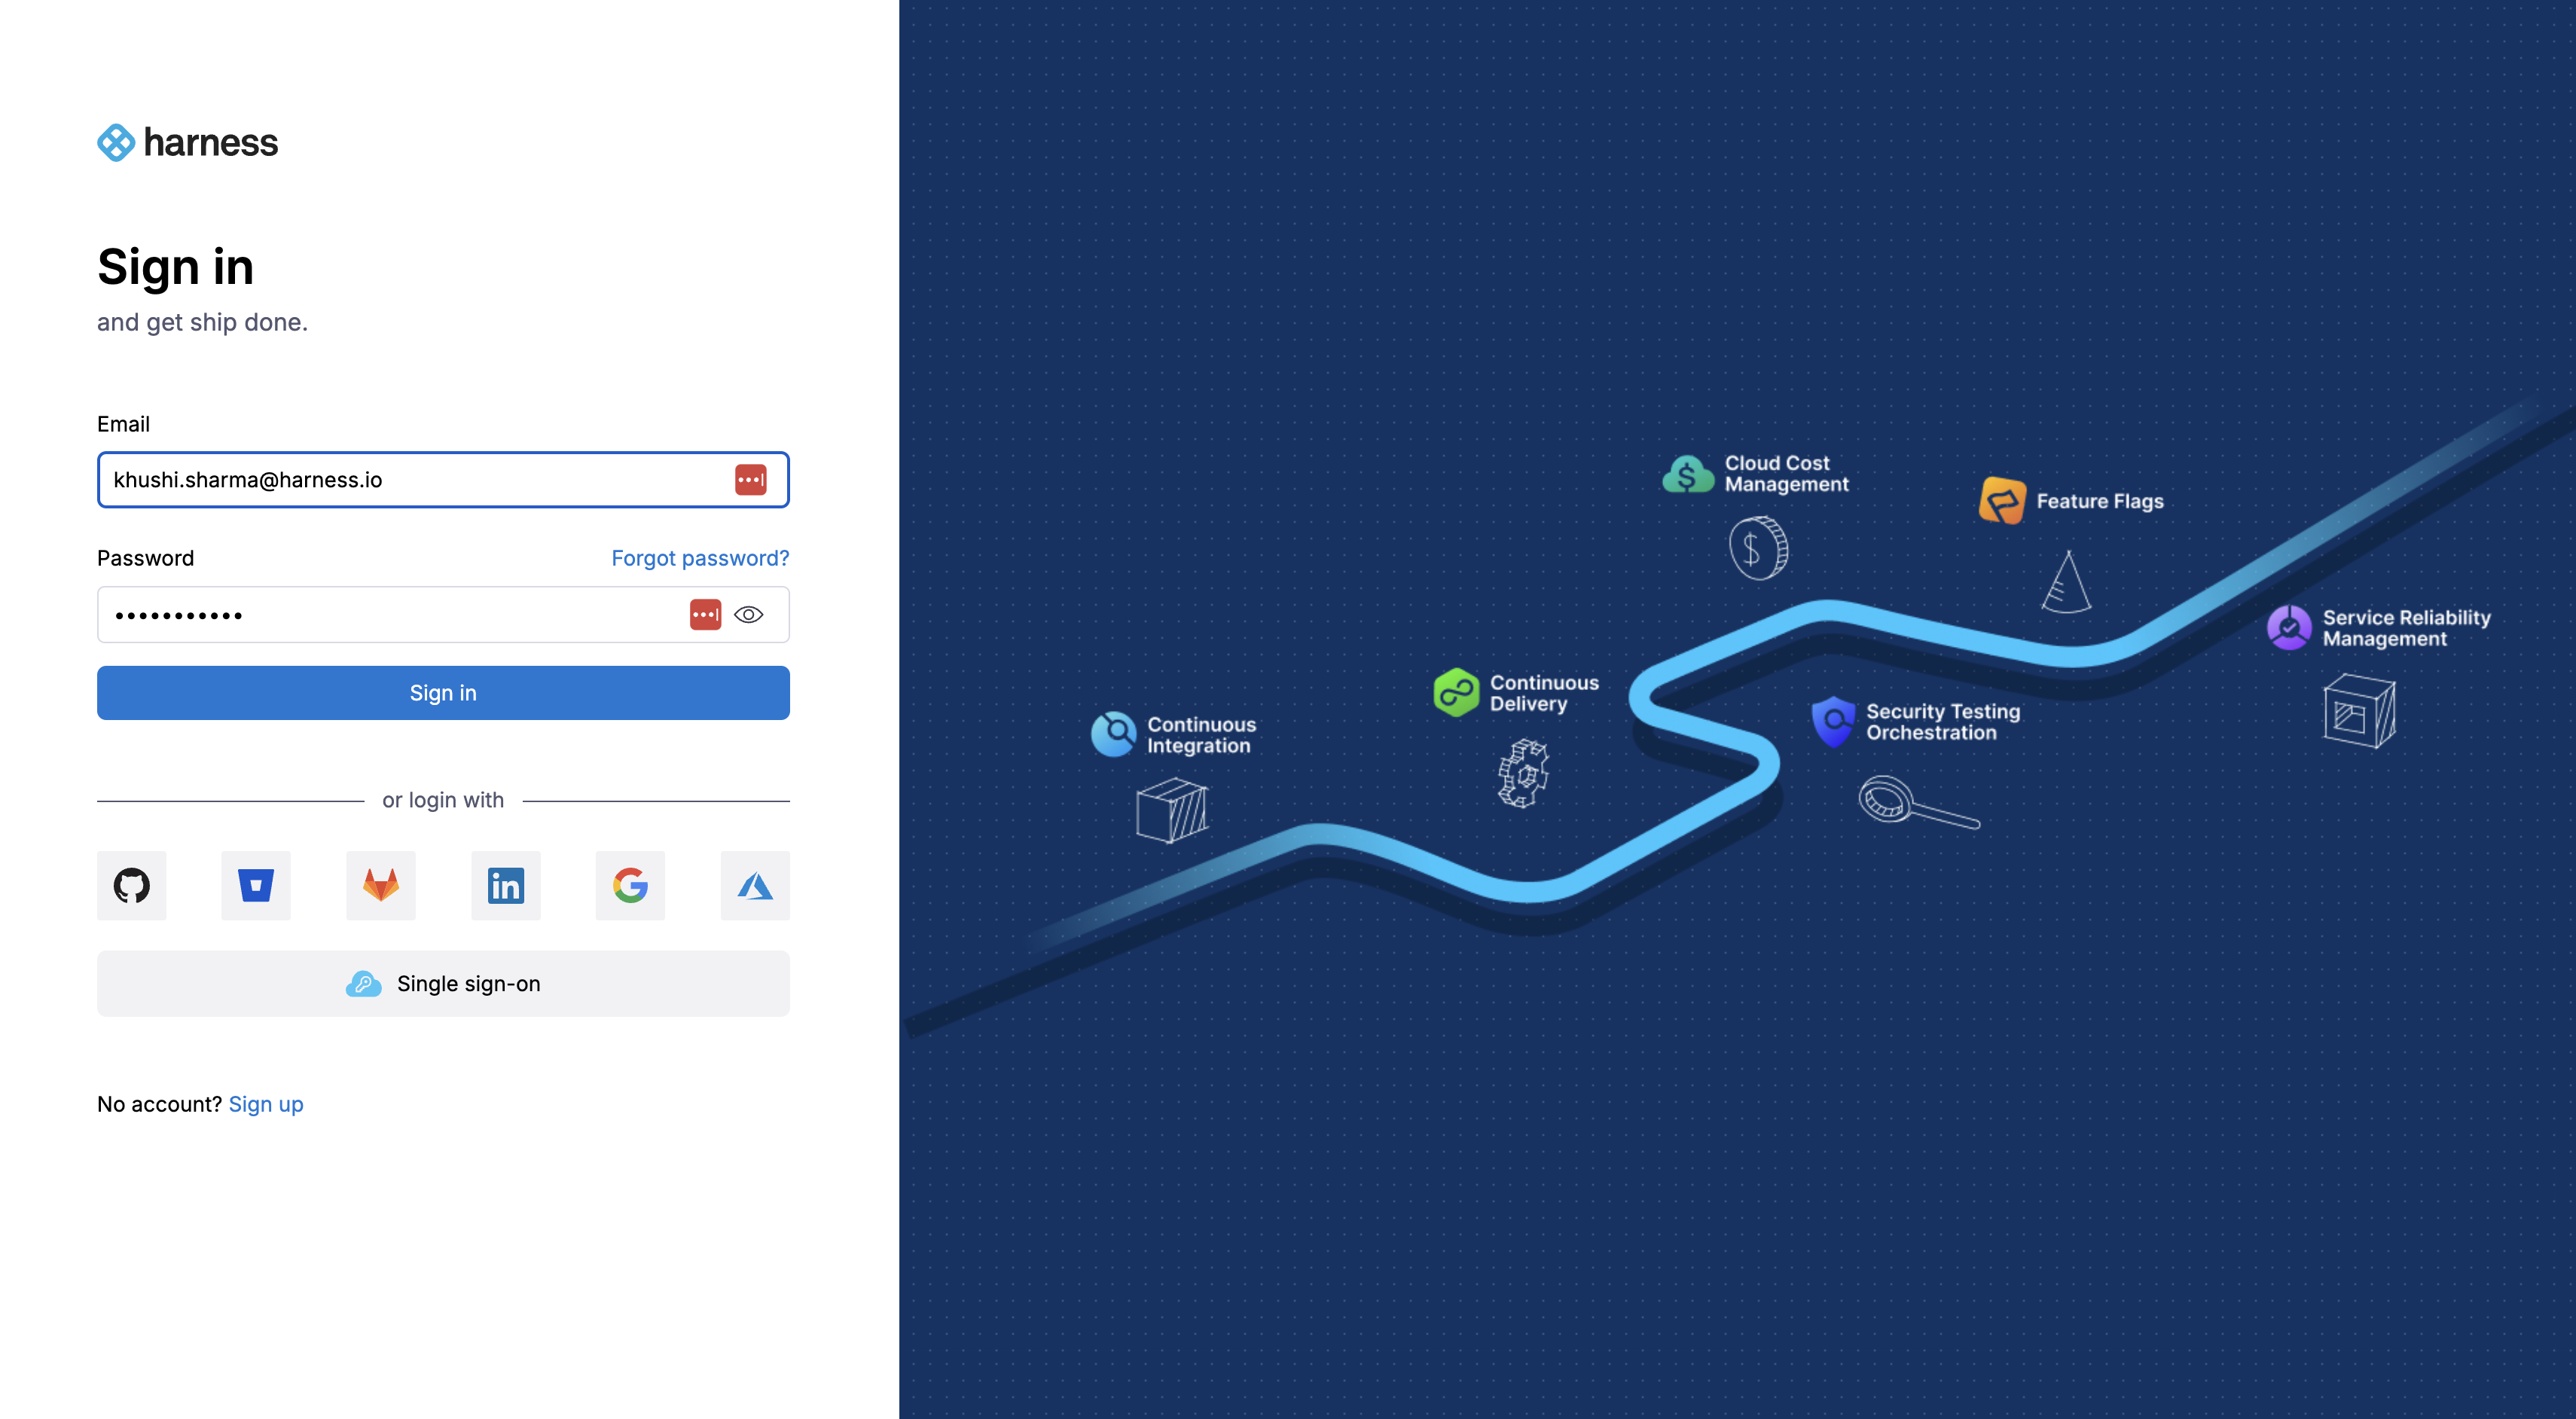 harness
Sign in
and get ship done.
Email
khushi.sharma@harness.io
Password
Forgot password?
•••••••••••
Sign in
or login with
in
G
Single sign-on
No account? Sign up
Cloud Cost
Management
$
$
Feature Flags
Service Reliability
Management
Continuous
Delivery
Security Testing
Orchestration
Continuous
Integration